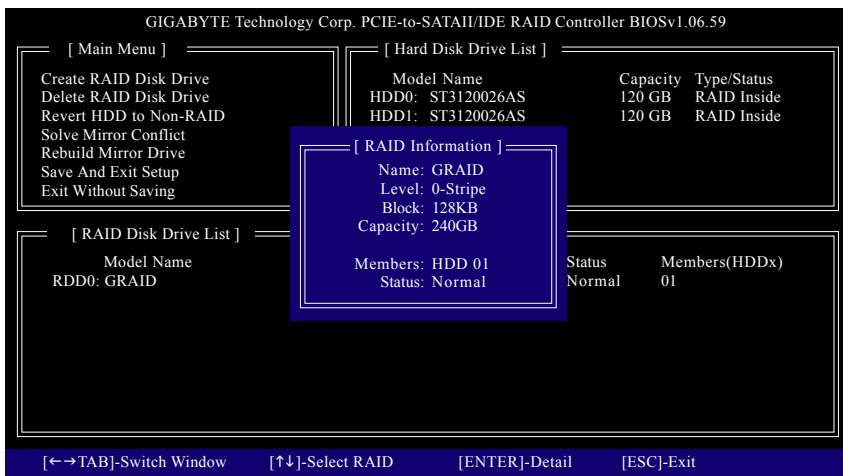 GIGABYTE Technology Corp. PCIE-to-SATAII/IDE RAID Controller BIOSv1.06.59
[ Main Menu ]
Create RAID Disk Drive
Delete RAID Disk Drive
Revert HDD to Non-RAID
Solve Mirror Conflict
Rebuild Mirror Drive
Save And Exit Setup
Exit Without Saving
[ Hard Disk Drive List ]
Model Name Capacity Type/Status
HDD0: ST3120026AS 120 GB RAID Inside
HDD1: ST3120026AS 120 GB RAID Inside
[ RAID Information ]
Name: GRAID
Level: 0-Stripe
Block: 128KB
Capacity: 240GB
Members: HDD 01
Status: Normal
[ RAID Disk Drive List ]
Model Name Status Members(HDDx)
RDD0: GRAID Normal 01
[←→TAB]-Switch Window [↑↓]-Select RAID [ENTER]-Detail [ESC]-Exit